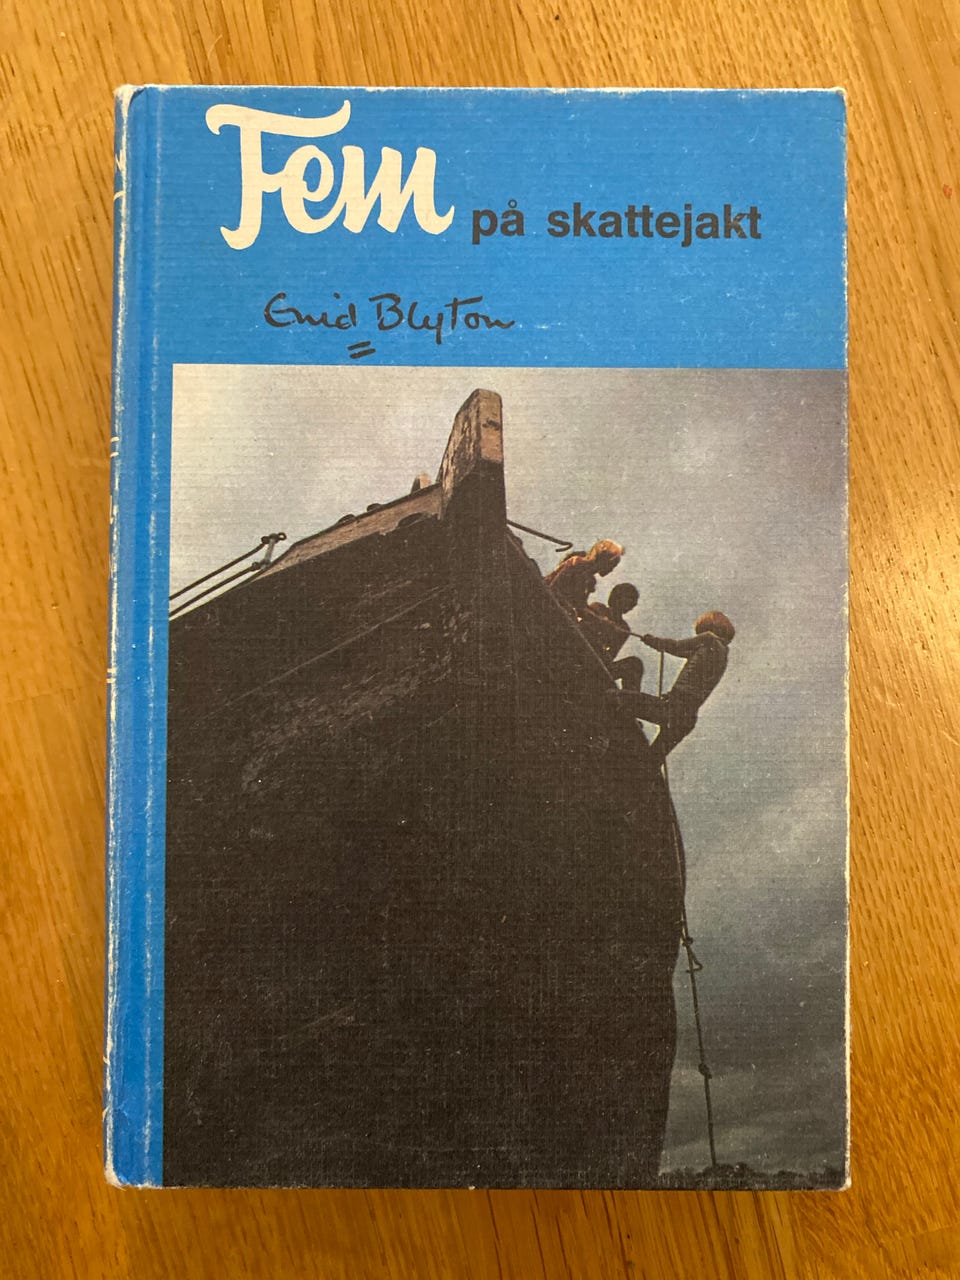 Fem på skattejakt
Enid Blyton